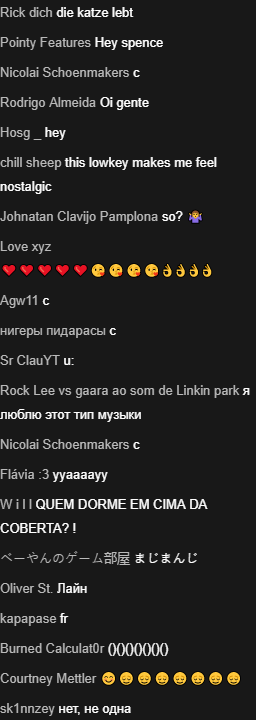 Rick dich die katze lebt
Pointy Features Hey spence
Nicolai Schoenmakers c
Rodrigo Almeida Oi gente
Hosg _ hey
chill sheep this lowkey makes me feel
nostalgic
Johnatan Clavijo Pamplona so? 🤷
Love xyz
❤❤❤❤❤😘😘😘😘👌👌👌👌
Agw11 c
нигеры пидарасы c
Sr ClauYT u:
Rock Lee vs gaara ao som de Linkin park я
люблю этот тип музыки
Nicolai Schoenmakers c
Flávia :3 yyaaaayy
W i l l QUEM DORME EM CIMA DA
COBERTA? !
べーやんのゲーム部屋 まじまんじ
Oliver St. Лайн
kapapase fr
Burned Calculat0r ()()()()()()()
Courtney Mettler 😊😔😔😔😔😔😔😔
sk1nnzey нет, не одна